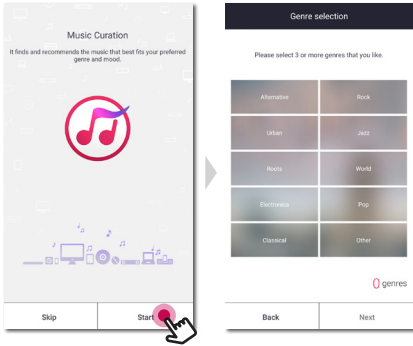 Music Curation
It finds and recommends the music that best fits your preferred
genre and mood.
Skip
Start
Genre selection
Please select 3 or more genres that you like.
Alternative
Rock
Urban
Jazz
Roots
World
Electronica
Pop
Classical
Other
0 genres
Back
Next